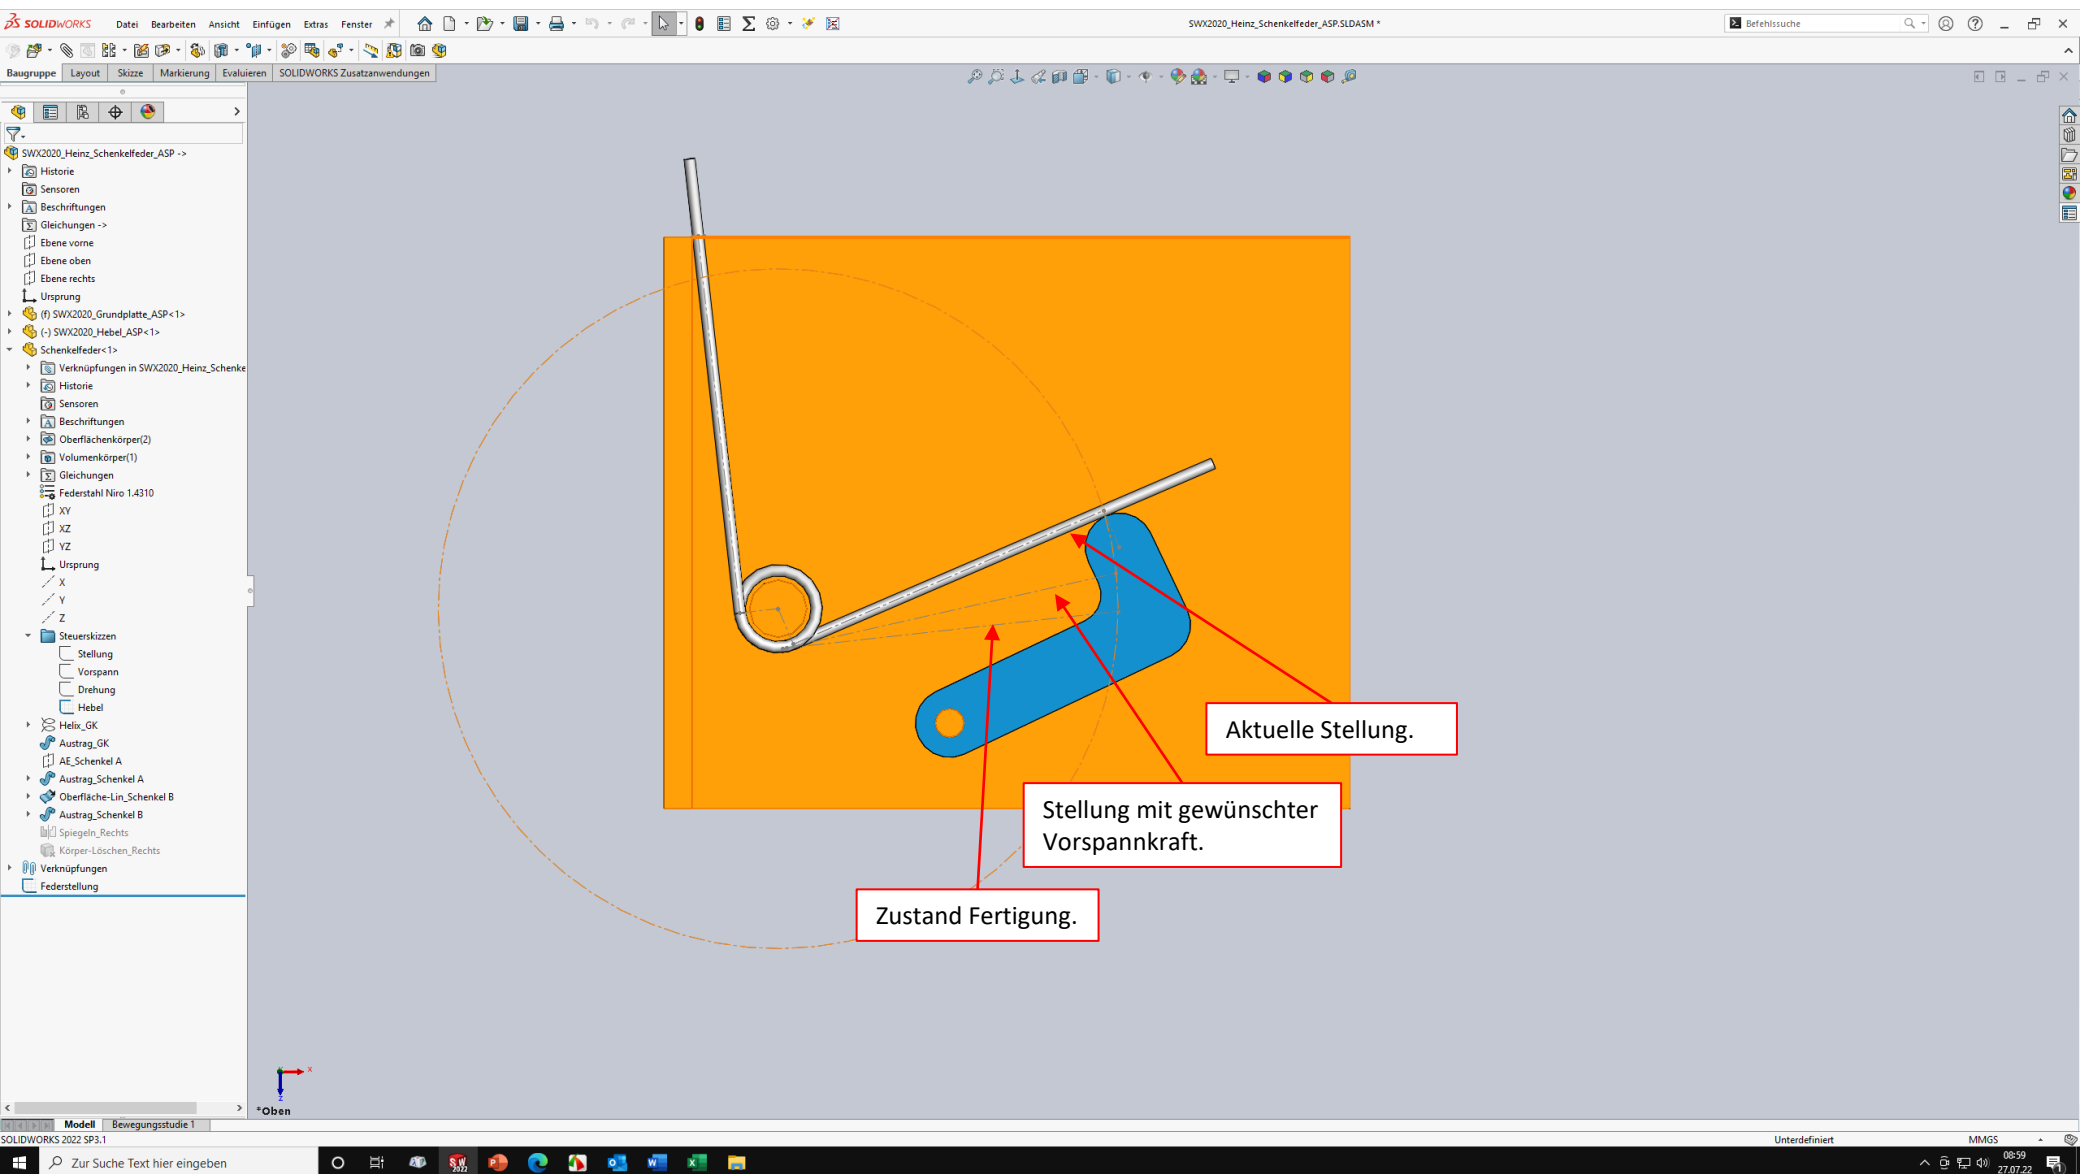 SOLIDWORKS Datei Bearbeiten Ansicht Einfügen Extras Fenster
SWX2020_Heinz_Schenkelfeder_ASP.SLDASM *
Befehlssuche
Baugruppe Layout Skizze Markierung Evaluieren SOLIDWORKS Zusatzanwendungen
SWX2020_Heinz_Schenkelfeder_ASP ->
Historie
Sensoren
Beschriftungen
Gleichungen ->
Ebene vorne
Ebene oben
Ebene rechts
Ursprung
(f) SWX2020_Grundplatte_ASP<1>
(-) SWX2020_Hebel_ASP<1>
Schenkelfeder<1>
Verknüpfungen in SWX2020_Heinz_Schenke
Historie
Sensoren
Beschriftungen
Oberflächenkörper(2)
Volumenkörper(1)
Gleichungen
Federstahl Niro 1.4310
XY
XZ
YZ
Ursprung
X
Y
Z
Steuerskizzen
Stellung
Vorspann
Drehung
Hebel
Helix_GK
Austrag_GK
AE_Schenkel A
Austrag_Schenkel A
Oberfläche-Lin_Schenkel B
Austrag_Schenkel B
Spiegeln_Rechts
Körper-Löschen_Rechts
Verknüpfungen
Federstellung
Aktuelle Stellung.
Stellung mit gewünschter
Vorspannkraft.
Zustand Fertigung.
X
Z
*Oben
Modell Bewegungsstudie 1
SOLIDWORKS 2022 SP3.1
Unterdefiniert
MMGS
Zur Suche Text hier eingeben
08:59
27.07.22